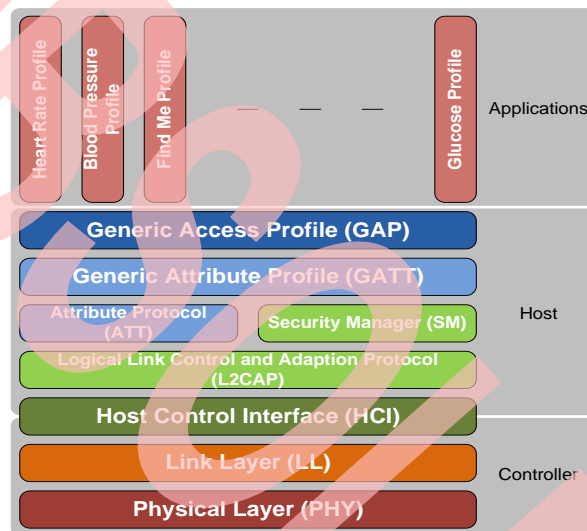 Heart Rate Profile
Blood Pressure
Profile
Find Me Profile
Glucose Profile
Applications
Generic Access Profile (GAP)
Generic Attribute Profile (GATT)
Attribute Protocol
(ATT)
Security Manager (SM)
Host
Logical Link Control and Adaption Protocol
(L2CAP)
Host Control Interface (HCI)
Link Layer (LL)
Controller
Physical Layer (PHY)